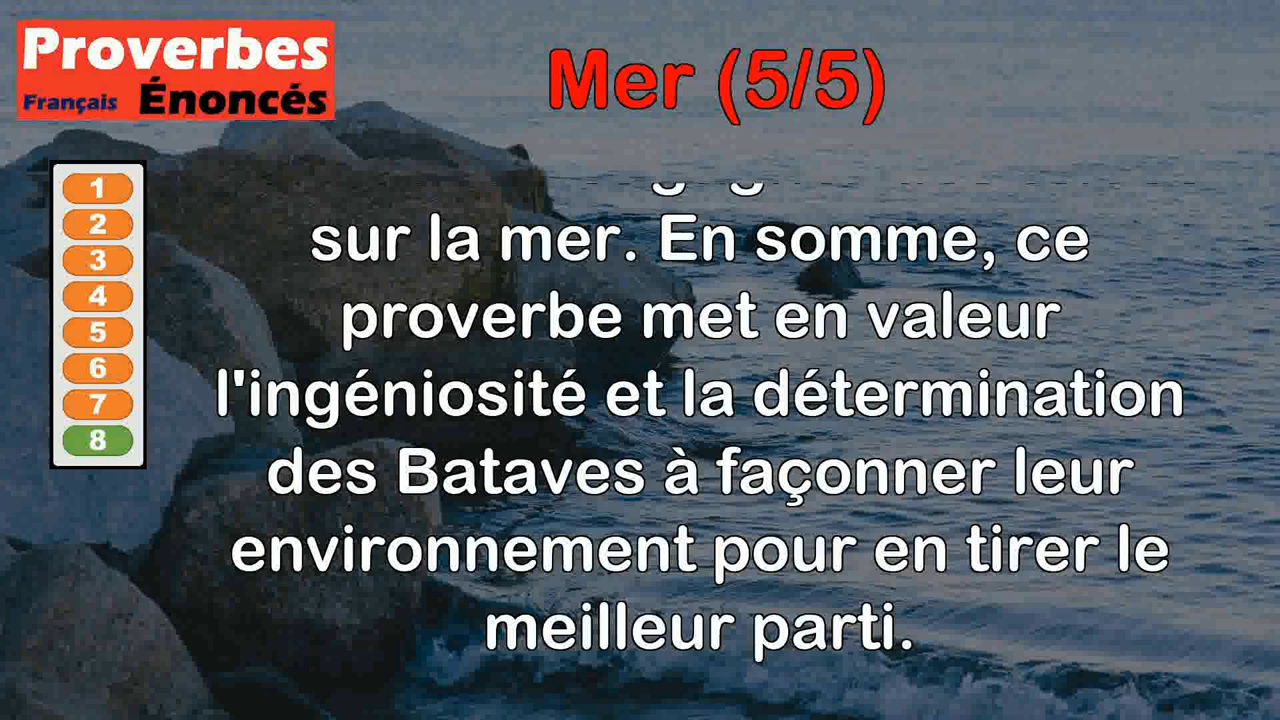 Proverbes
Français Énoncés
Mer (5/5)
1
2
3
4
5
6
7
8
sur la mer. En somme, ce
proverbe met en valeur
l'ingéniosité et la détermination
des Bataves à façonner leur
environnement pour en tirer le
meilleur parti.